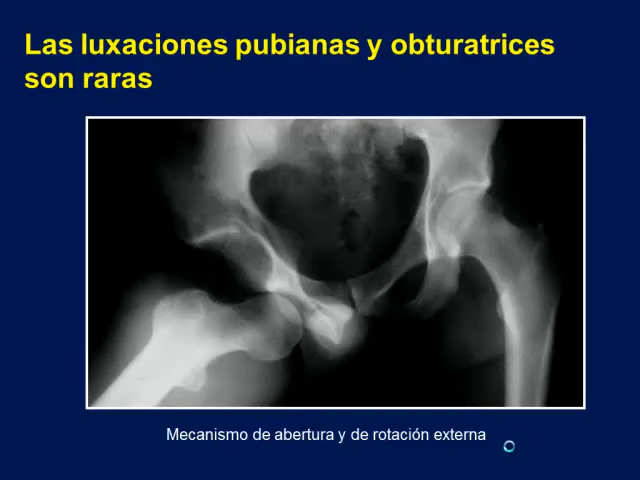 Las luxaciones pubianas y obturatrices
son raras
Mecanismo de abertura y de rotación externa